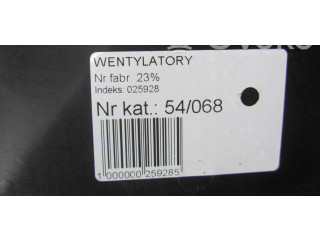 WENTYLATORY
Nr fabr. 23%
Indeks: 025928
Nr kat.: 54/068
1 000000 259285